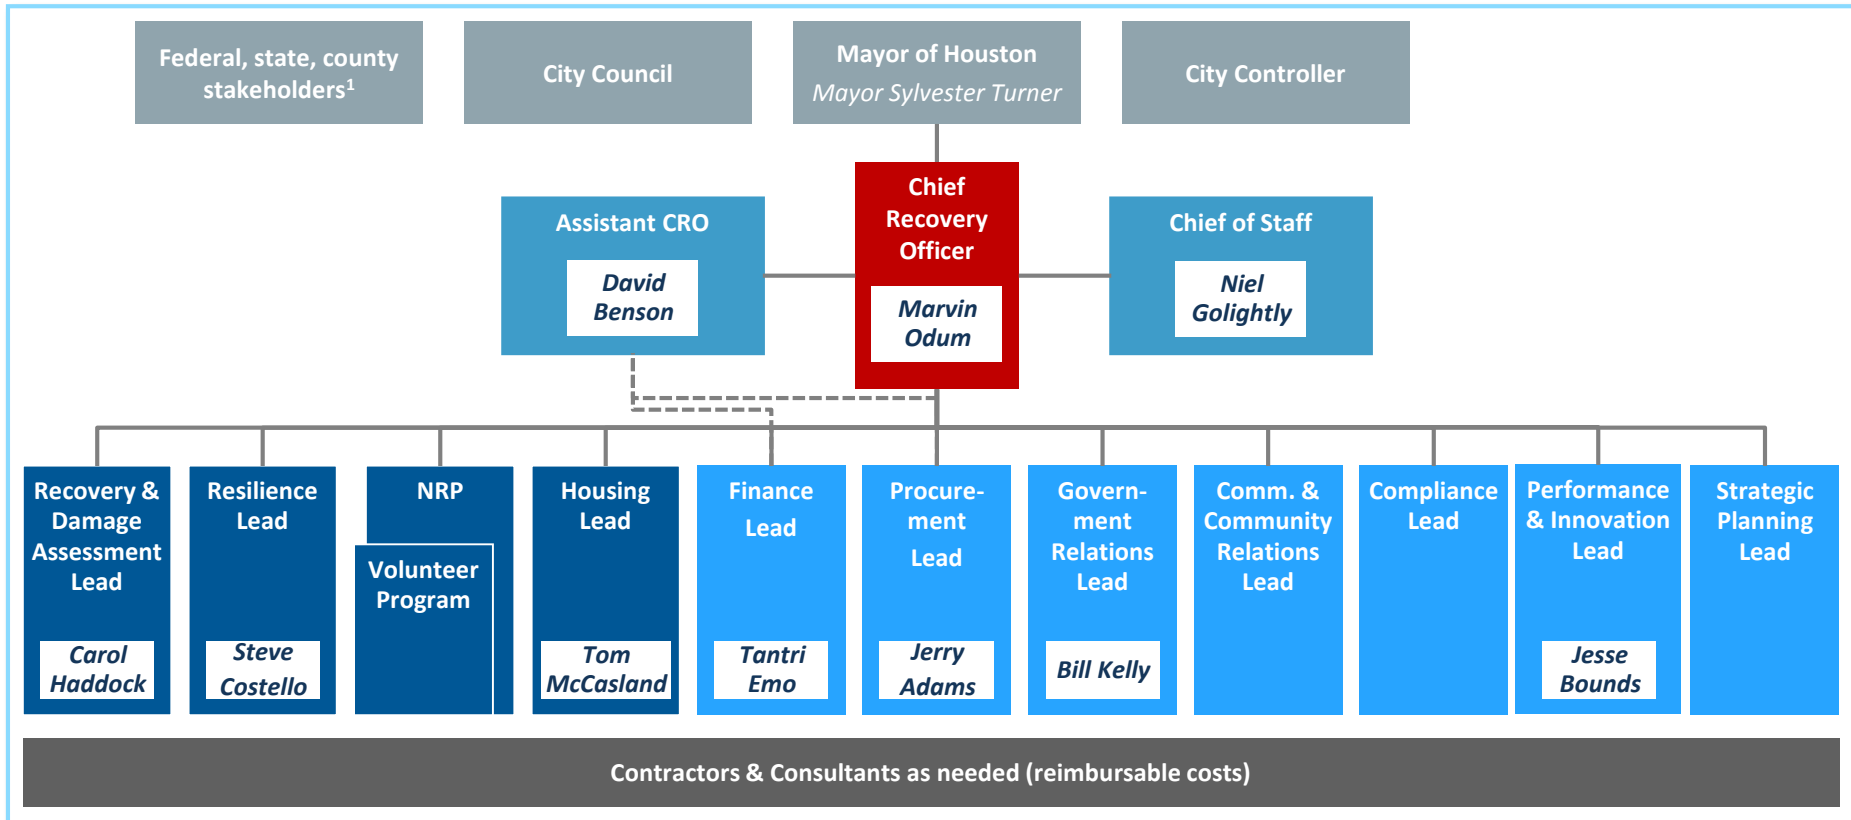 Federal, state, county
stakeholders1
City Council
Mayor of Houston
Mayor Sylvester Turner
City Controller
Chief
Recovery
Officer
Marvin
Odum
Assistant CRO
David
Benson
Chief of Staff
Niel
Golightly
Recovery &
Damage
Assessment
Lead
Carol
Haddock
Resilience
Lead
Steve
Costello
NRP
Volunteer
Program
Housing
Lead
Tom
McCasland
Finance
Lead
Tantri
Emo
Procure-
ment
Lead
Jerry
Adams
Govern-
ment
Relations
Lead
Bill Kelly
Comm. &
Community
Relations
Lead
Compliance
Lead
Performance
& Innovation
Lead
Jesse
Bounds
Strategic
Planning
Lead
Contractors & Consultants as needed (reimbursable costs)